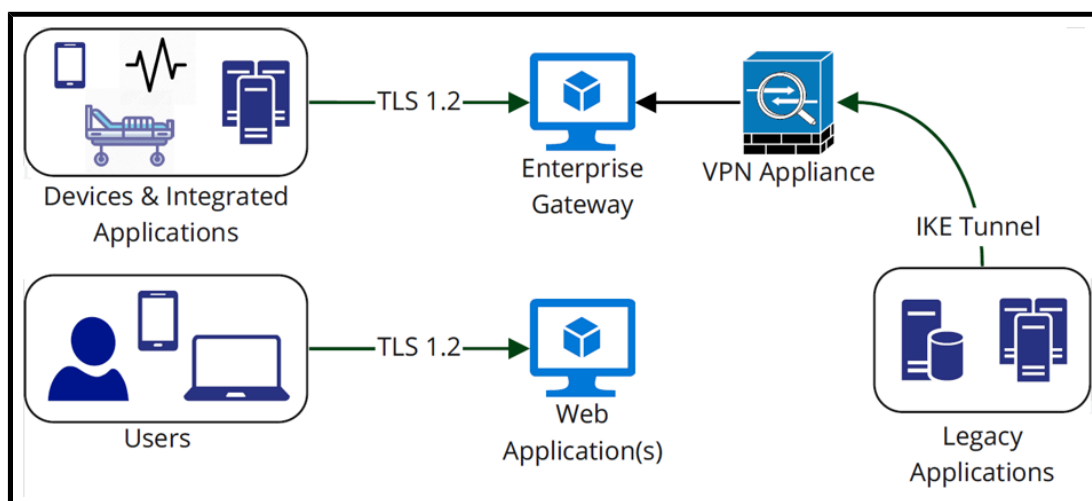 TLS 1.2
Enterprise
Gateway
VPN Appliance
Devices & Integrated
Applications
IKE Tunnel
TLS 1.2
Users
Web
Application(s)
Legacy
Applications